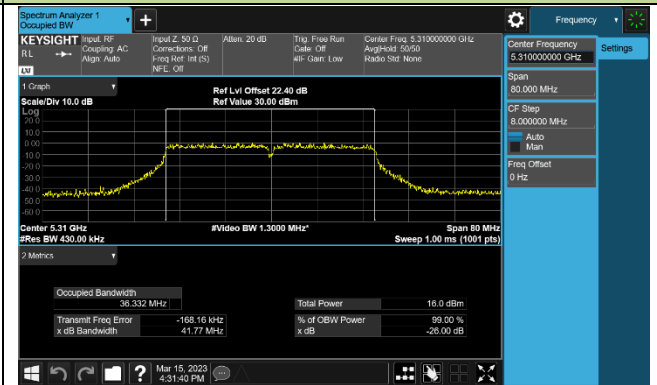 Spectrum Analyzer 1
Occupied BW
Frequency
KEYSIGHT
RL
LXI
Input: RF
Coupling: AC
Align: Auto
Input Z: 50 Ω
Corrections: Off
Freq Ref: Int (S)
NFE: Off
Atten: 20 dB
Trig: Free Run
Gate: Off
#IF Gain: Low
Center Freq: 5.310000000 GHz
Avg|Hold: 50/50
Radio Std: None
Center Frequency
5.310000000 GHz
Settings
Span
80.000 MHz
CF Step
8.000000 MHz
Auto
Man
Freq Offset
0 Hz
1 Graph
Scale/Div 10.0 dB
Ref Lvl Offset 22.40 dB
Ref Value 30.00 dBm
Log
20.0
10.0
0.00
-10.0
-20.0
-30.0
-40.0
-50.0
-60.0
Center 5.31 GHz
#Video BW 1.3000 MHz*
Span 80 MHz
#Res BW 430.00 kHz
Sweep 1.00 ms (1001 pts)
2 Metrics
Occupied Bandwidth
36.332 MHz
Total Power 16.0 dBm
Transmit Freq Error -168.16 kHz
% of OBW Power 99.00 %
x dB Bandwidth 41.77 MHz
x dB -26.00 dB
?
Mar 15, 2023
4:31:40 PM